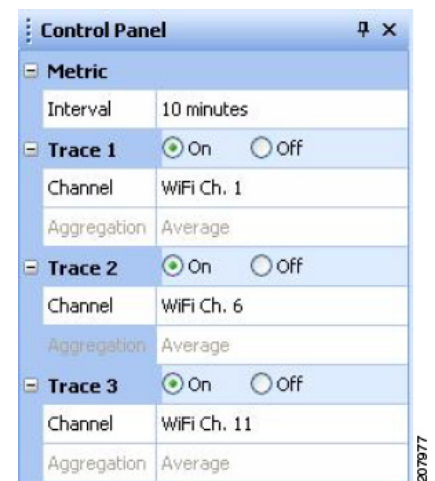 Control Panel
Metric
Interval 10 minutes
Trace 1 On Off
Channel WiFi Ch. 1
Aggregation Average
Trace 2 On Off
Channel WiFi Ch. 6
Aggregation Average
Trace 3 On Off
Channel WiFi Ch. 11
Aggregation Average
207977